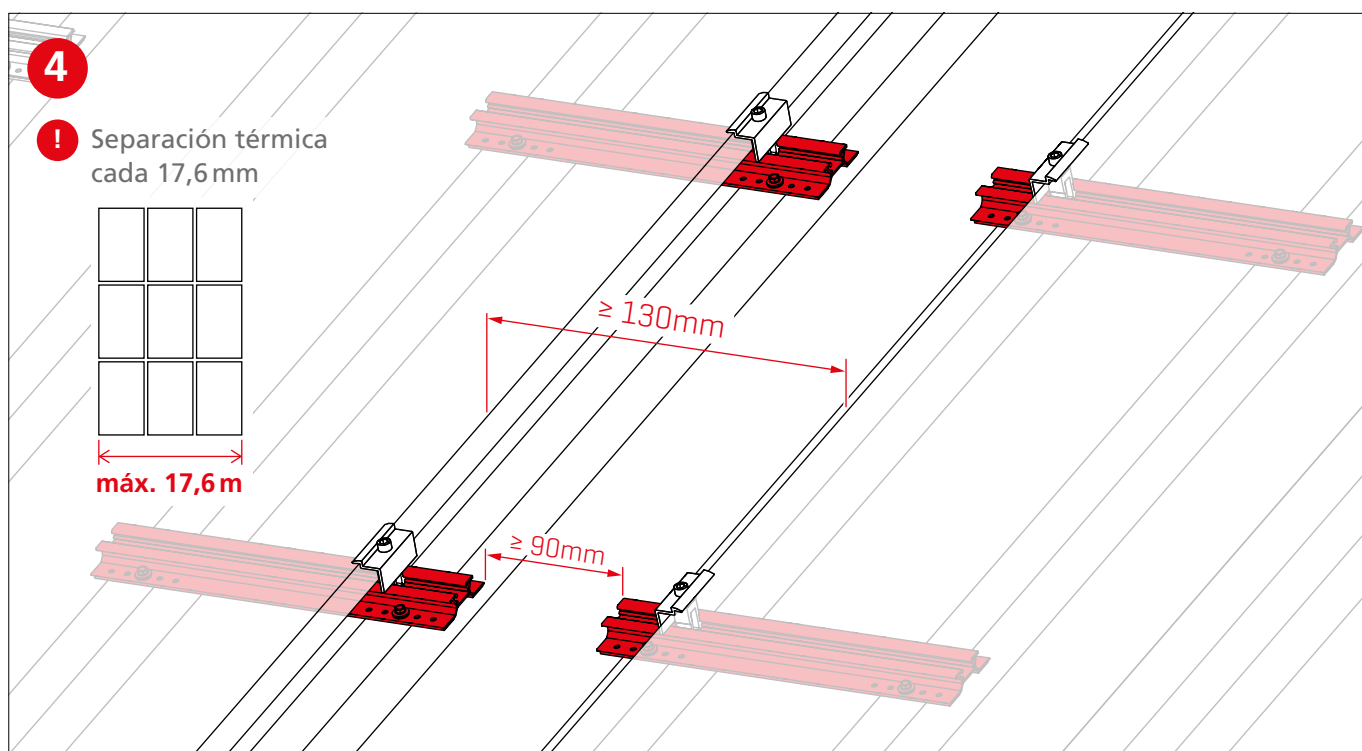 4
! Separación térmica
cada 17,6 mm
máx. 17,6 m
≥ 130mm
≥ 90mm